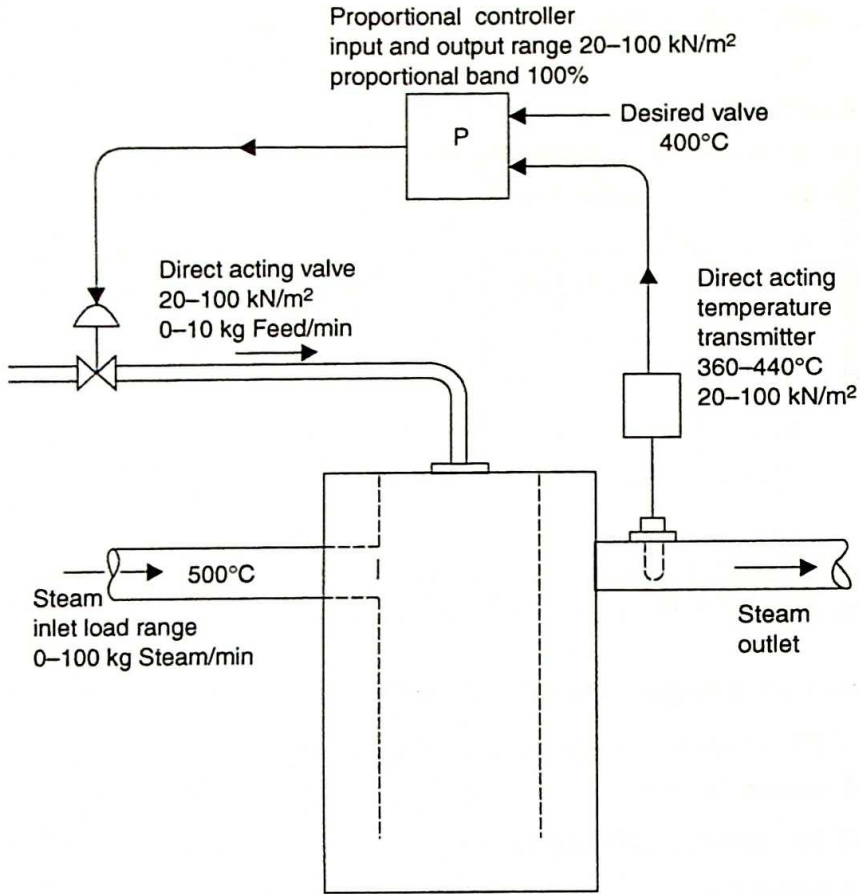 Proportional controller
input and output range 20–100 kN/m²
proportional band 100%
P
Desired valve
400°C
Direct acting valve
20–100 kN/m²
0–10 kg Feed/min
Direct acting
temperature
transmitter
360–440°C
20–100 kN/m²
500°C
Steam
inlet load range
0–100 kg Steam/min
Steam
outlet